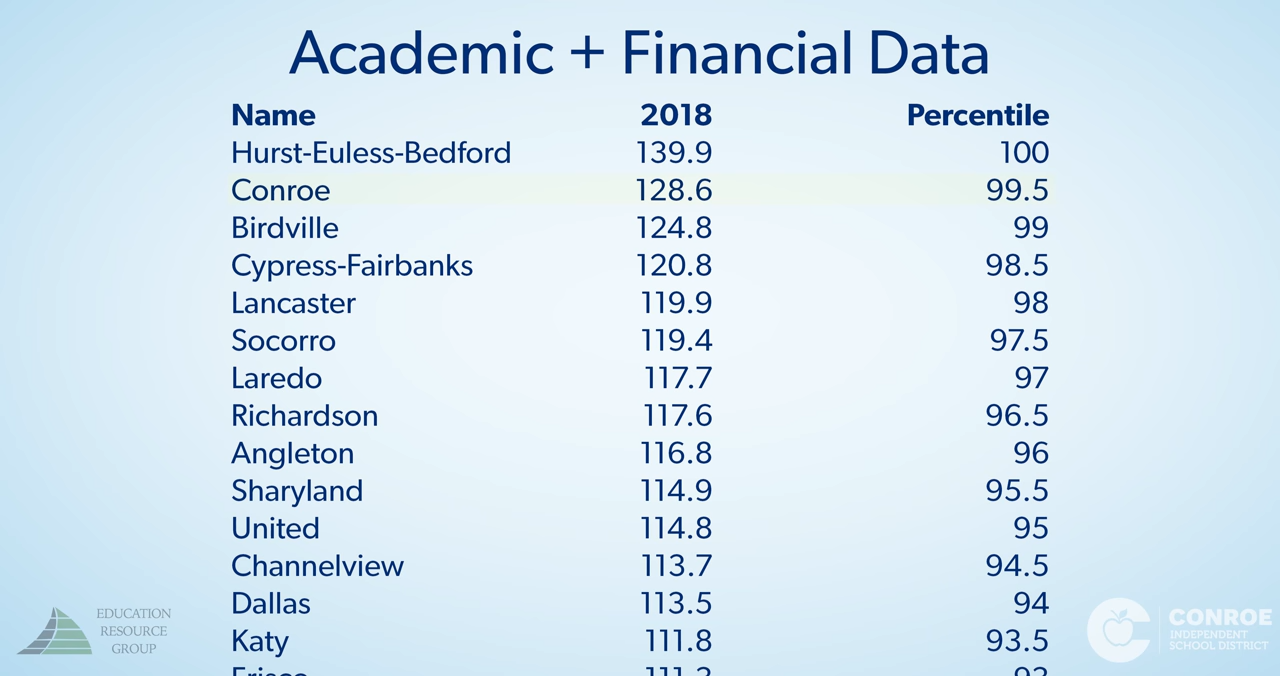 Academic + Financial Data
Name 2018 Percentile
Hurst-Euless-Bedford 139.9 100
Conroe 128.6 99.5
Birdville 124.8 99
Cypress-Fairbanks 120.8 98.5
Lancaster 119.9 98
Socorro 119.4 97.5
Laredo 117.7 97
Richardson 117.6 96.5
Angleton 116.8 96
Sharyland 114.9 95.5
United 114.8 95
Channelview 113.7 94.5
Dallas 113.5 94
Katy 111.8 93.5
EDUCATION
RESOURCE
GROUP
CONROE
INDEPENDENT
SCHOOL DISTRICT